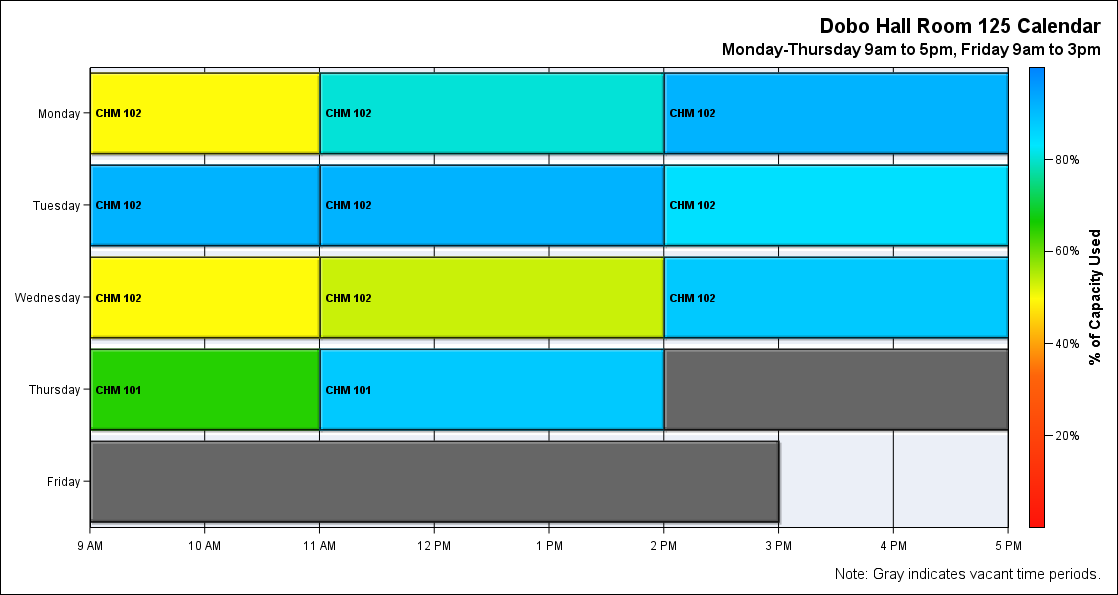 Dobo Hall Room 125 Calendar
Monday-Thursday 9am to 5pm, Friday 9am to 3pm
Monday
CHM 102
CHM 102
CHM 102
Tuesday
CHM 102
CHM 102
CHM 102
Wednesday
CHM 102
CHM 102
CHM 102
Thursday
CHM 101
CHM 101
Friday
9 AM
10 AM
11 AM
12 PM
1 PM
2 PM
3 PM
4 PM
5 PM
80%
60%
40%
20%
% of Capacity Used
Note: Gray indicates vacant time periods.